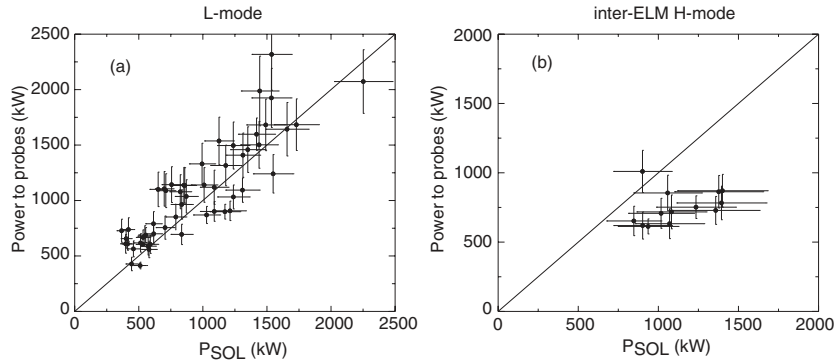 L-mode
(a)
Power to probes (kW)
2500
2000
1500
1000
500
0
0 500 1000 1500 2000 2500
PSOL (kW)
inter-ELM H-mode
(b)
Power to probes (kW)
2000
1500
1000
500
0
0 500 1000 1500 2000
PSOL (kW)